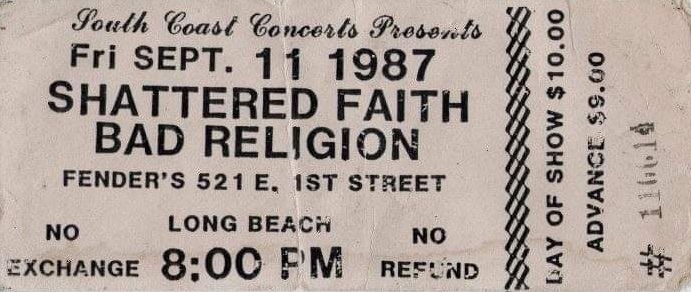 South Coast Concerts Presents
Fri SEPT. 11 1987
SHATTERED FAITH
BAD RELIGION
FENDER'S 521 E. 1ST STREET
LONG BEACH
NO EXCHANGE
8:00 PM
NO REFUND
DAY OF SHOW $10.00
ADVANCE $9.00
#